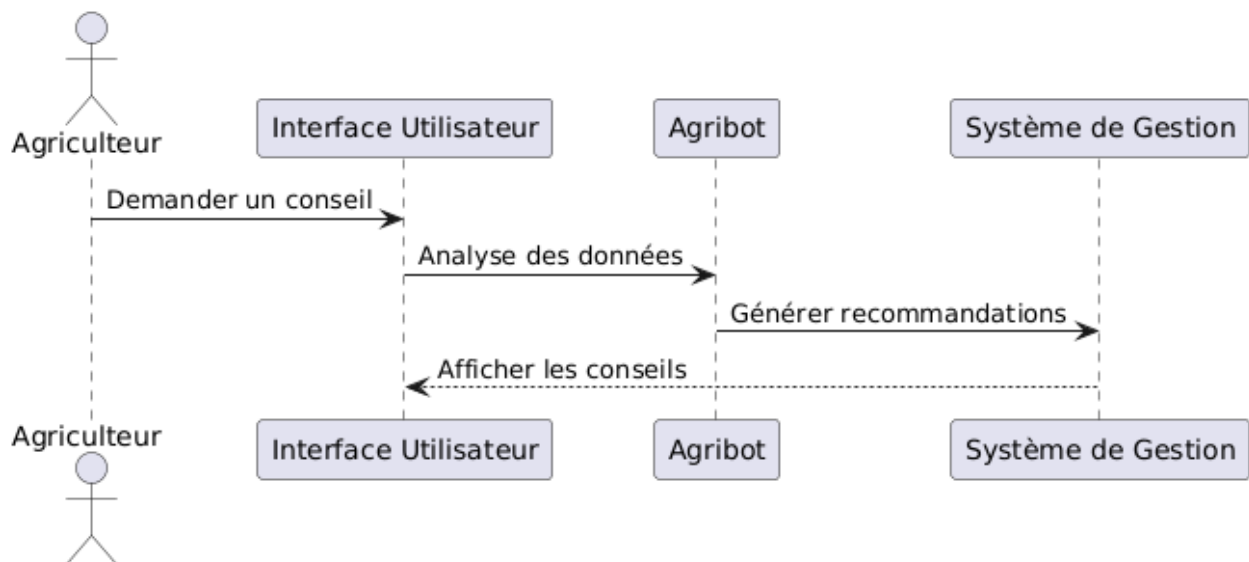 Agriculteur
Interface Utilisateur
Agribot
Système de Gestion
Demander un conseil
Analyse des données
Générer recommandations
Afficher les conseils
Agriculteur
Interface Utilisateur
Agribot
Système de Gestion